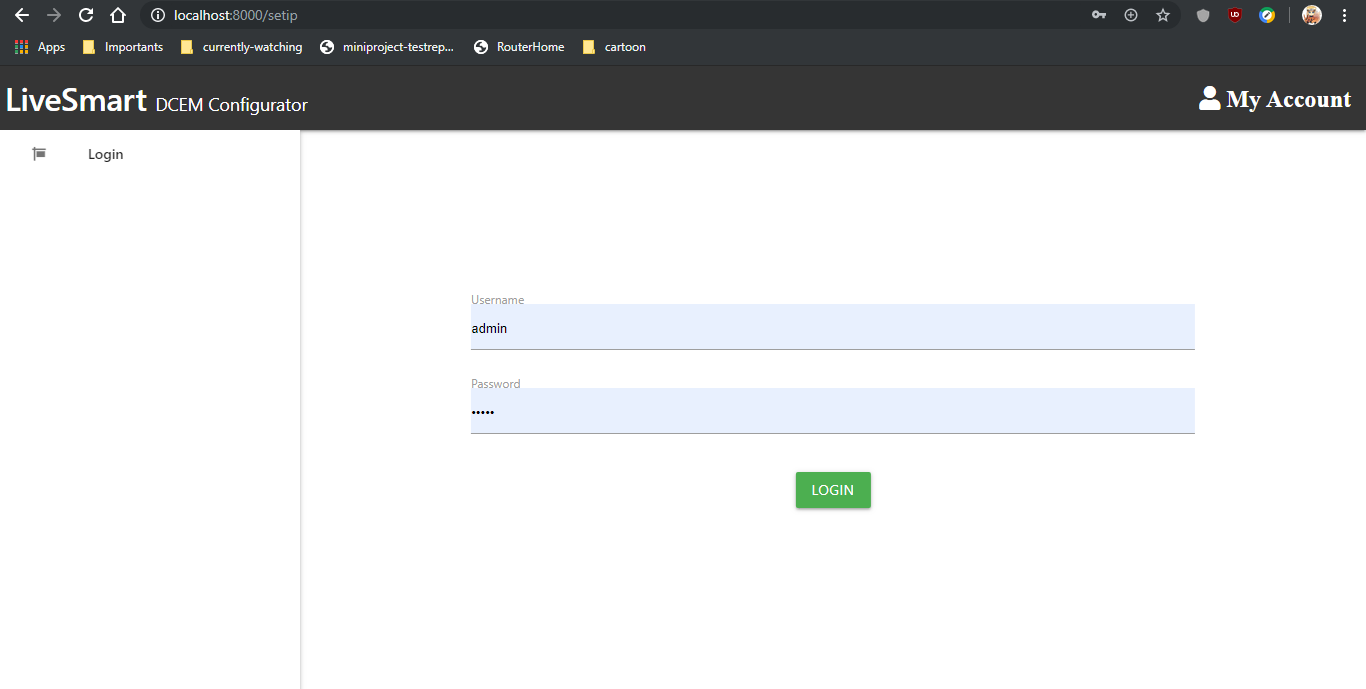 localhost:8000/setip
Apps Importants currently-watching miniproject-testrep... RouterHome cartoon
LiveSmart DCEM Configurator My Account
Login
Username
admin
Password
•••••
LOGIN